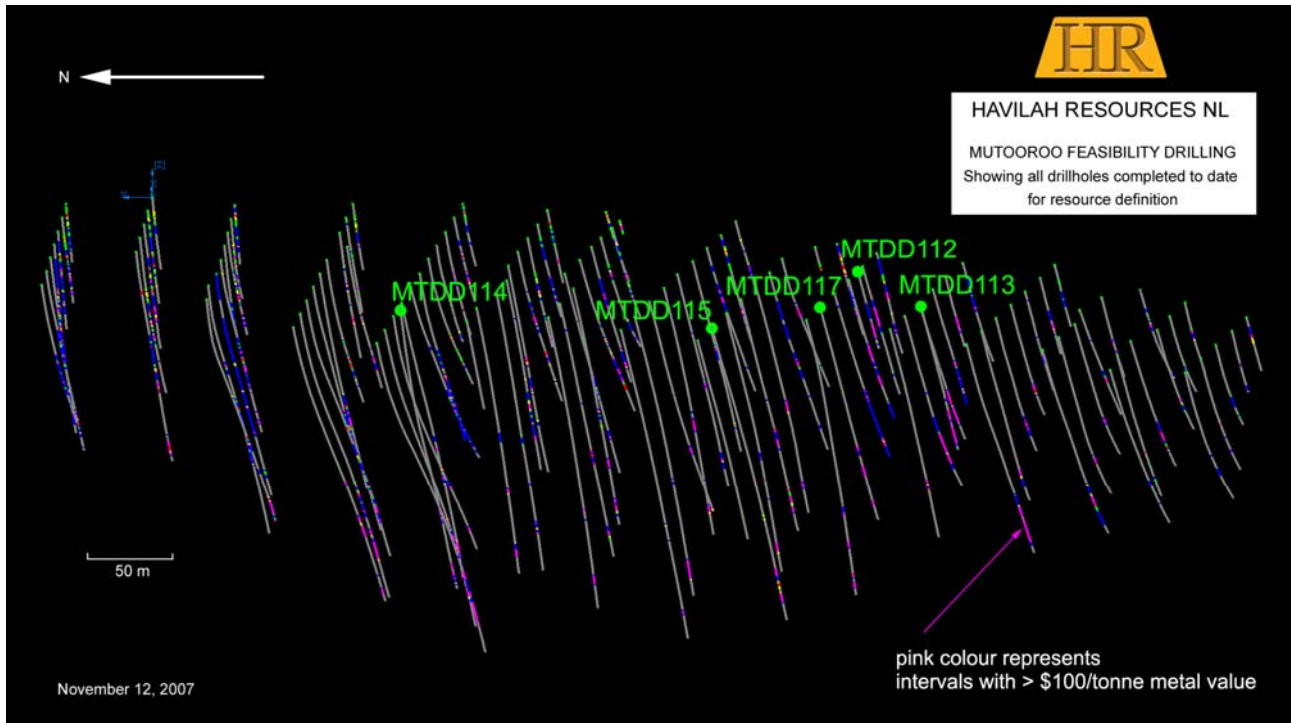 N
HR
HAVILAH RESOURCES NL
MUTOOROO FEASIBILITY DRILLING
Showing all drillholes completed to date
for resource definition
MTDD112
MTDD114
MTDD117
MTDD113
MTDD115
50 m
pink colour represents
intervals with > $100/tonne metal value
November 12, 2007